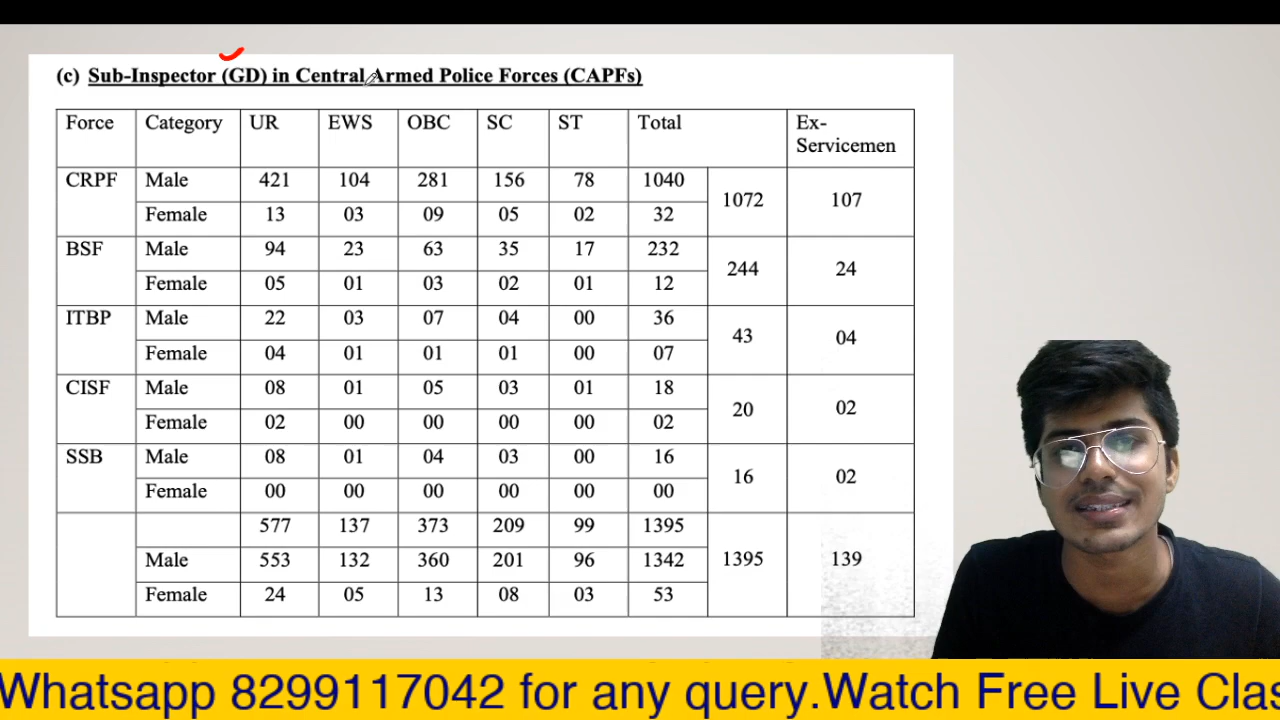 (c) Sub-Inspector (GD) in Central Armed Police Forces (CAPFs)
Force Category UR EWS OBC SC ST Total Ex-
Servicemen
CRPF Male 421 104 281 156 78 1040 1072 107
Female 13 03 09 05 02 32
BSF Male 94 23 63 35 17 232 244 24
Female 05 01 03 02 01 12
ITBP Male 22 03 07 04 00 36 43 04
Female 04 01 01 01 00 07
CISF Male 08 01 05 03 01 18 20 02
Female 02 00 00 00 00 02
SSB Male 08 01 04 03 00 16 16 02
Female 00 00 00 00 00 00
577 137 373 209 99 1395
Male 553 132 360 201 96 1342 1395 139
Female 24 05 13 08 03 53
Whatsapp 8299117042 for any query.Watch Free Live Clas